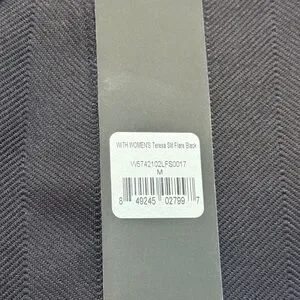 WITH WOMEN'S Teresa Slit Flare Black
W5742102LFS0017
M
8 49245 02799 7